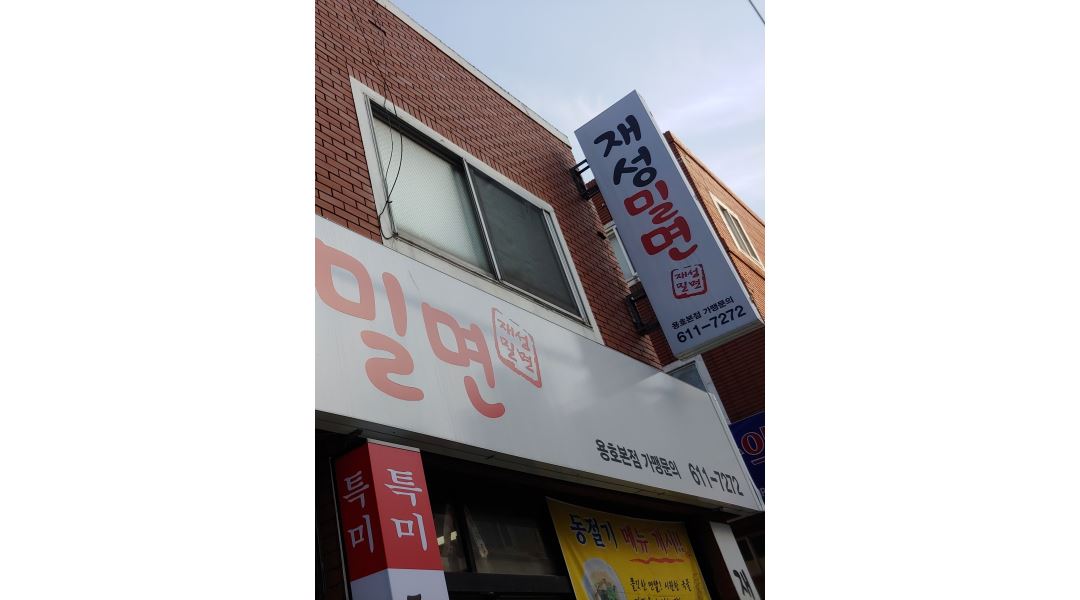 재성밀면
재성
밀면
용호본점 가맹문의
611-7272
밀면
재성
밀면
용호본점 가맹문의 611-7272
특미
특미
동절기 메뉴 개시!!
재